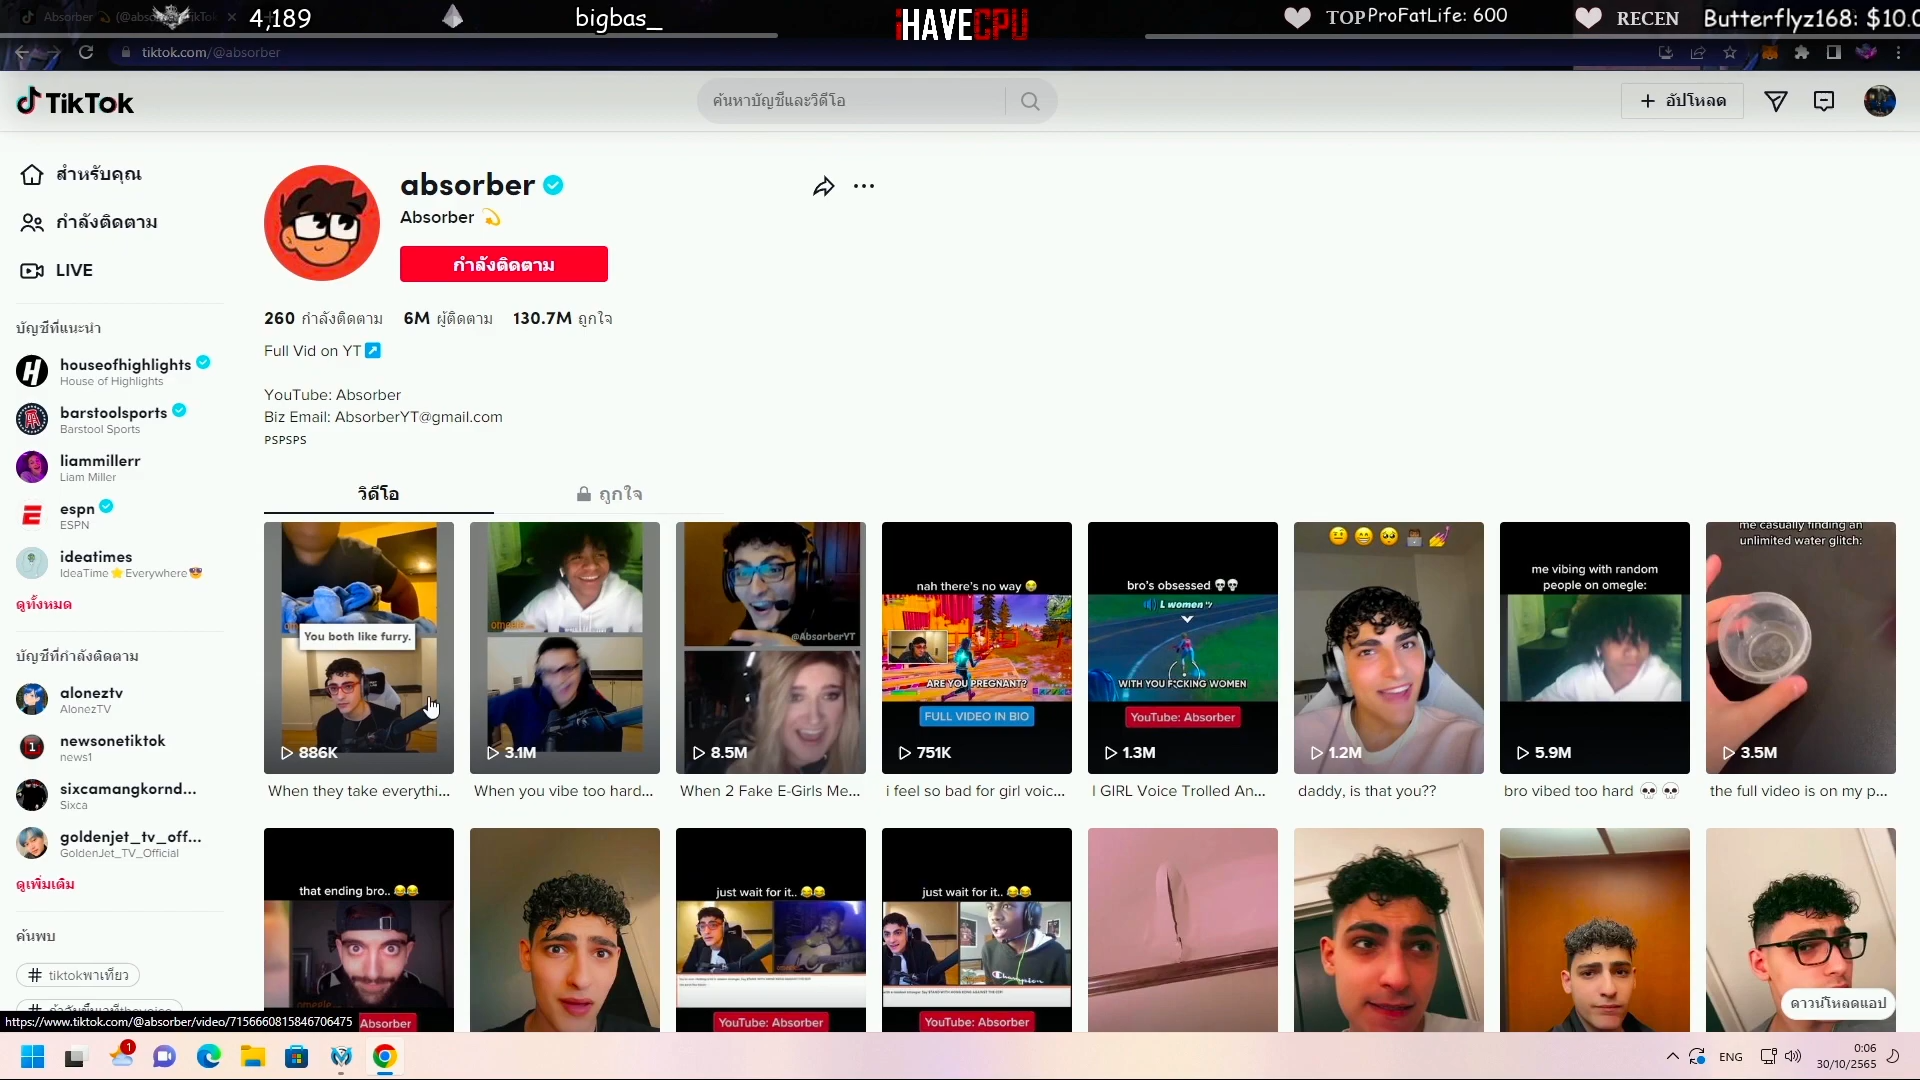 Absorber
4,189
bigbas_
iHAVECPU
TOP ProFatLife: 600
RECEN Butterflyz168: $10.0
tiktok.com/@absorber
TikTok
ค้นหาบัญชีและวิดีโอ
อัปโหลด
สำหรับคุณ
กำลังติดตาม
LIVE
บัญชีที่แนะนำ
houseofhighlights
House of Highlights
barstoolsports
Barstool Sports
liammillerr
Liam Miller
espn
ESPN
ideatimes
IdeaTime⭐Everywhere😎
ดูทั้งหมด
บัญชีที่กำลังติดตาม
aloneztv
AlonezTV
newsonetiktok
news1
sixcamangkornd...
Sixca
goldenjet_tv_off...
GoldenJet_TV_Official
ดูเพิ่มเติม
ค้นพบ
# tiktokพาเที่ยว
absorber
Absorber 💫
กำลังติดตาม
260 กำลังติดตาม 6M ผู้ติดตาม 130.7M ถูกใจ
Full Vid on YT ↗️
YouTube: Absorber
Biz Email: AbsorberYT@gmail.com
PSPSPS
วิดีโอ
ถูกใจ
You both like furry.
886K
When they take everythi...
omegle
3.1M
When you vibe too hard...
@AbsorberYT
8.5M
When 2 Fake E-Girls Me...
nah there's no way 😭
ARE YOU PREGNANT?
FULL VIDEO IN BIO
751K
i feel so bad for girl voic...
bro's obsessed 💀💀
L women
WITH YOU F*CKING WOMEN
YouTube: Absorber
1.3M
I GIRL Voice Trolled An...
🤨😁🥺👨🏾‍💻💅
1.2M
daddy, is that you??
me vibing with random
people on omegle:
5.9M
bro vibed too hard 💀💀
me casually finding an
unlimited water glitch:
3.5M
the full video is on my p...
that ending bro.. 😂😂
omegle
Absorber
just wait for it.. 😂😂
YouTube: Absorber
just wait for it.. 😂😂
Champion
YouTube: Absorber
ดาวน์โหลดแอป
https://www.tiktok.com/@absorber/video/7156660815846706475
1
ENG
0:06
30/10/2565